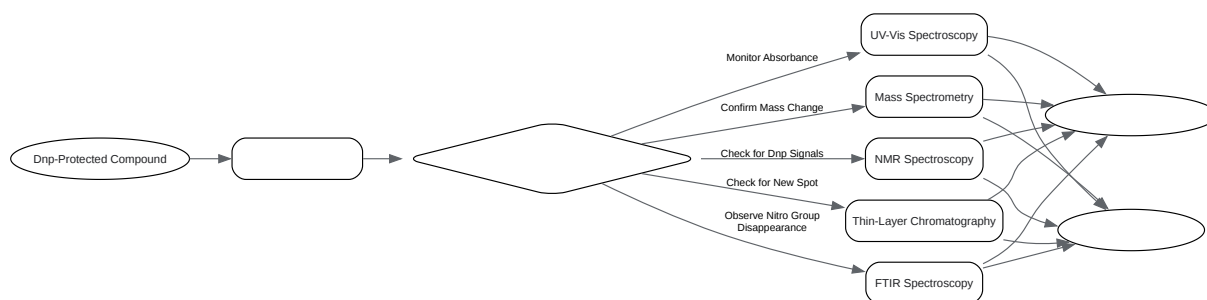 UV-Vis Spectroscopy
Monitor Absorbance
Mass Spectrometry
Confirm Mass Change
Dnp-Protected Compound
Check for Dnp Signals
NMR Spectroscopy
Check for New Spot
Thin-Layer Chromatography
Observe Nitro Group
Disappearance
FTIR Spectroscopy